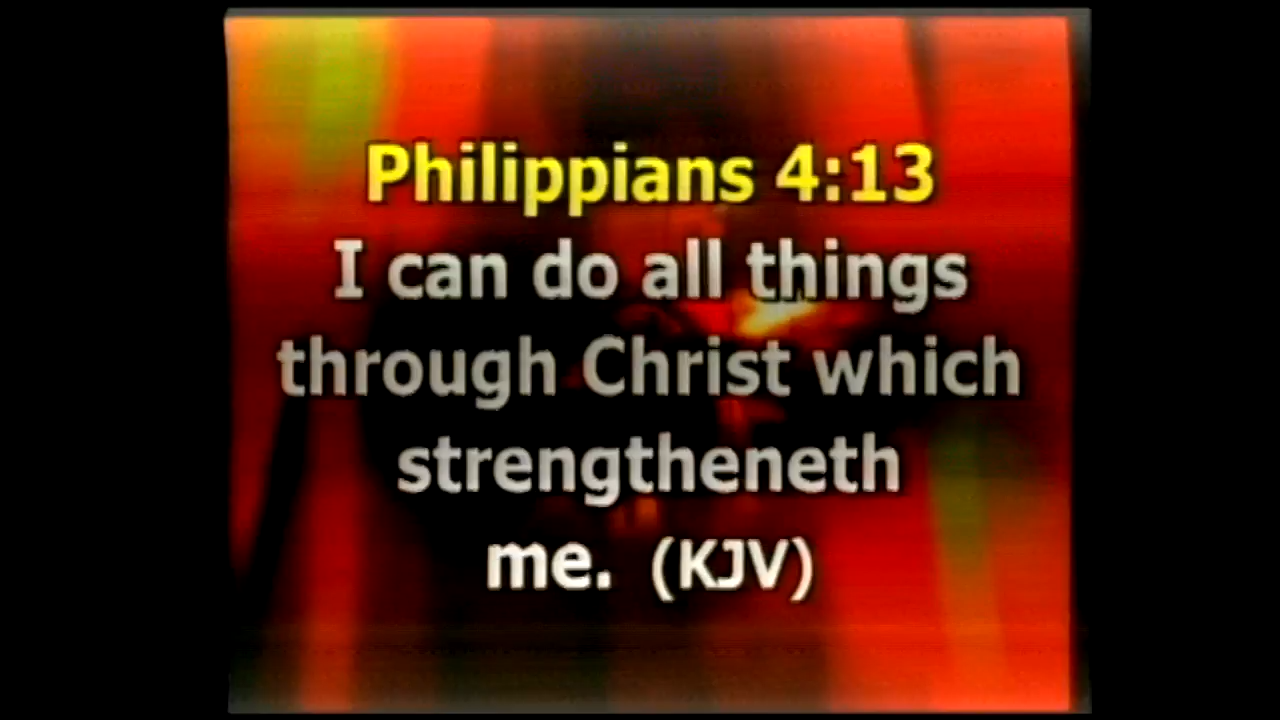 Philippians 4:13
I can do all things
through Christ which
strengtheneth
me. (KJV)